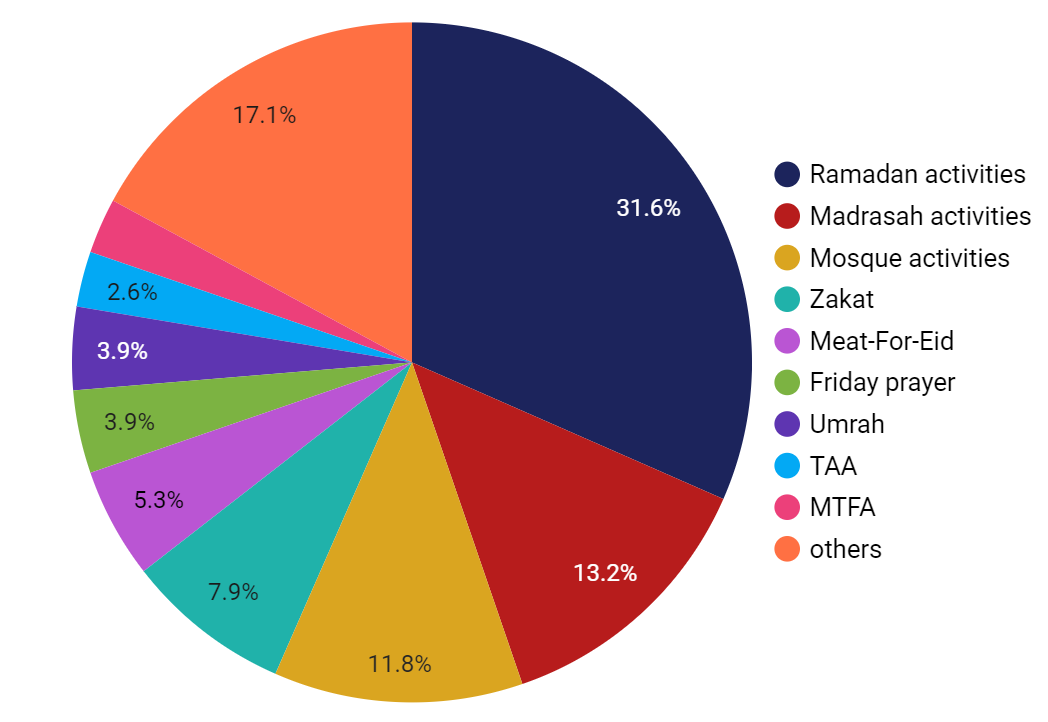 17.1%
31.6%
2.6%
3.9%
3.9%
5.3%
7.9%
11.8%
13.2%
Ramadan activities
Madrasah activities
Mosque activities
Zakat
Meat-For-Eid
Friday prayer
Umrah
TAA
MTFA
others